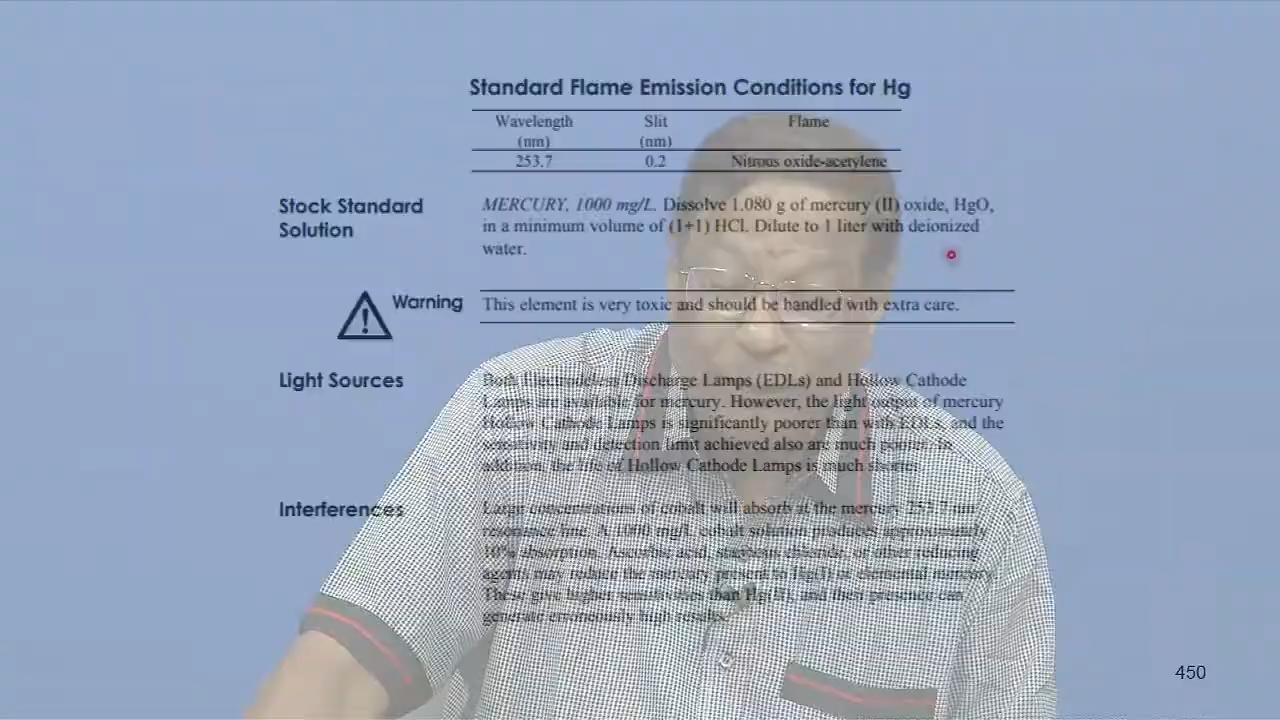 Standard Flame Emission Conditions for Hg
Wavelength Slit Flame
(nm) (nm)
253.7 0.2 Nitrous oxide-acetylene
Stock Standard
Solution
MERCURY, 1000 mg/L. Dissolve 1.080 g of mercury (II) oxide, HgO,
in a minimum volume of (1+1) HCl. Dilute to 1 liter with deionized
water.
Warning
This element is very toxic and should be handled with extra care.
Light Sources
Both Electrodeless Discharge Lamps (EDLs) and Hollow Cathode
Lamps are available for mercury. However, the light output of mercury
Hollow Cathode Lamps is significantly poorer than with EDLs, and the
sensitivity and detection limit achieved also are much poorer. In
addition, the life of Hollow Cathode Lamps is much shorter.
Interferences
Large concentrations of cobalt will absorb at the mercury 253.7 nm
resonance line. A 1000 mg/L cobalt solution produces approximately
10% absorption. Ascorbic acid, stannous chloride, or other reducing
agents may reduce the mercury present to Hg(I) or elemental mercury.
These give higher sensitivities than Hg(II), and their presence can
generate erroneously high results.
450